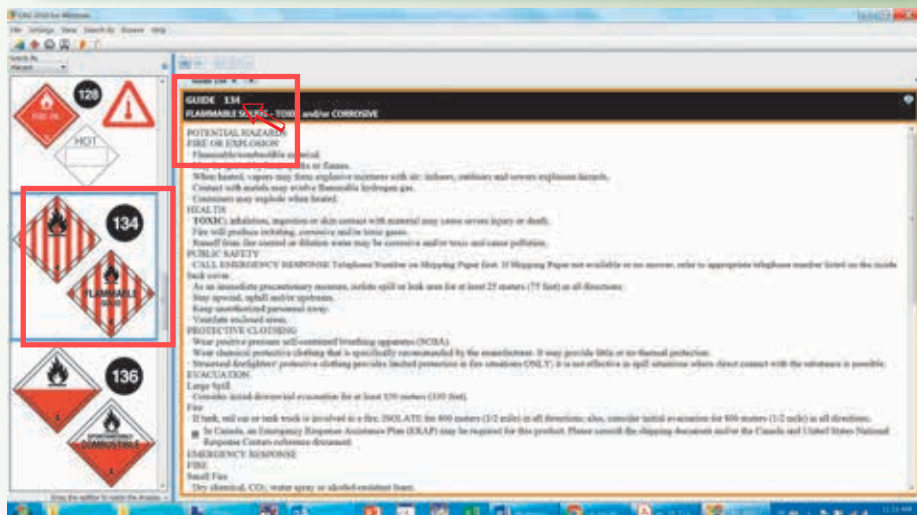 ERG 2016 for Windows
File Settings View Search By Browse Help
Search By
Hazard
128
HOT
134
FLAMMABLE SOLID
136
SPONTANEOUSLY COMBUSTIBLE
GUIDE 134
FLAMMABLE SOLIDS - TOXIC and/or CORROSIVE
POTENTIAL HAZARDS
FIRE OR EXPLOSION
Flammable/combustible material.
When heated, vapors may form explosive mixtures with air: indoors, outdoors and sewers explosion hazards.
Contact with metals may evolve flammable hydrogen gas.
Containers may explode when heated.
HEALTH
TOXIC; inhalation, ingestion or skin contact with material may cause severe injury or death.
Fire will produce irritating, corrosive and/or toxic gases.
Runoff from fire control or dilution water may be corrosive and/or toxic and cause pollution.
PUBLIC SAFETY
CALL EMERGENCY RESPONSE Telephone Number on Shipping Paper first. If Shipping Paper not available or no answer, refer to appropriate telephone number listed on the inside
back cover.
As an immediate precautionary measure, isolate spill or leak area for at least 25 meters (75 feet) in all directions.
Stay upwind, uphill and/or upstream.
Keep unauthorized personnel away.
Ventilate enclosed areas.
PROTECTIVE CLOTHING
Wear positive pressure self-contained breathing apparatus (SCBA).
Wear chemical protective clothing that is specifically recommended by the manufacturer. It may provide little or no thermal protection.
Structural firefighters' protective clothing provides limited protection in fire situations ONLY; it is not effective in spill situations where direct contact with the substance is possible.
EVACUATION
Large Spill
Consider initial downwind evacuation for at least 100 meters (330 feet).
Fire
If tank, rail car or tank truck is involved in a fire, ISOLATE for 800 meters (1/2 mile) in all directions; also, consider initial evacuation for 800 meters (1/2 mile) in all directions.
In Canada, an Emergency Response Assistance Plan (ERAP) may be required for this product. Please consult the shipping document and/or the Canada and United States National
Response Centers reference document.
EMERGENCY RESPONSE
FIRE
Small Fire
Dry chemical, CO2, water spray or alcohol-resistant foam.